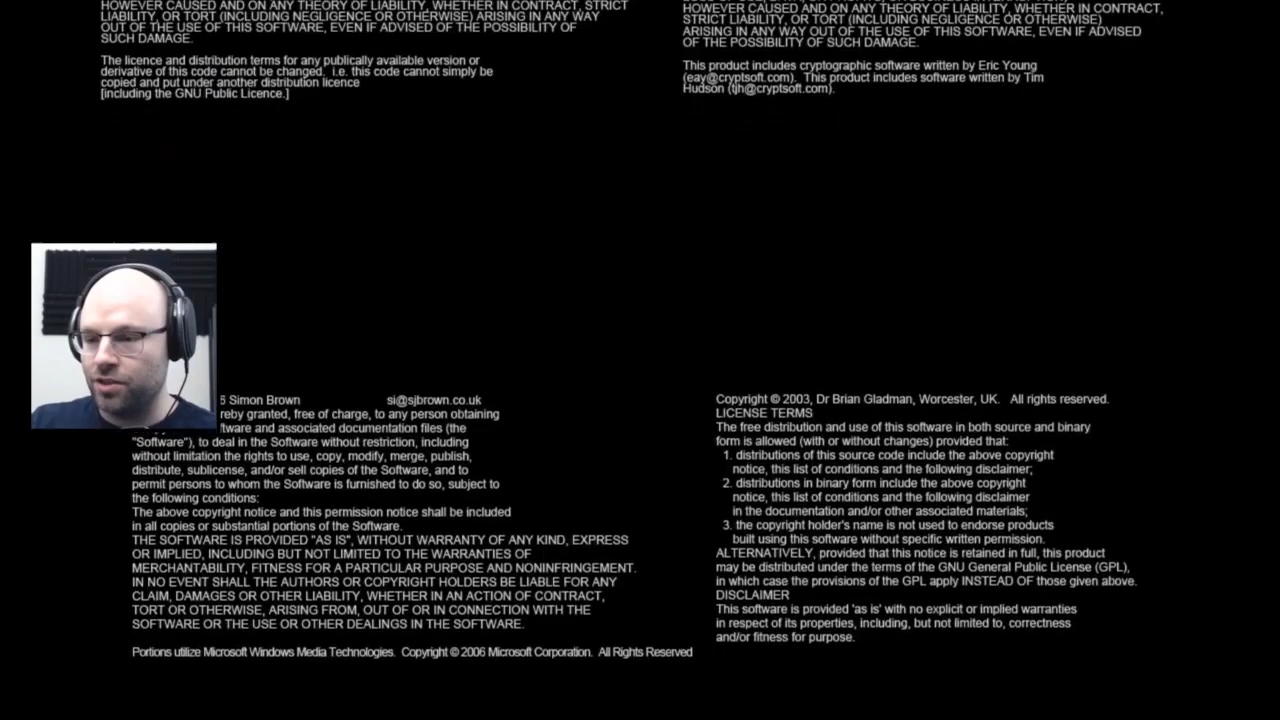 HOWEVER CAUSED AND ON ANY THEORY OF LIABILITY, WHETHER IN CONTRACT, STRICT
LIABILITY, OR TORT (INCLUDING NEGLIGENCE OR OTHERWISE) ARISING IN ANY WAY
OUT OF THE USE OF THIS SOFTWARE, EVEN IF ADVISED OF THE POSSIBILITY OF
SUCH DAMAGE.
The licence and distribution terms for any publically available version or
derivative of this code cannot be changed. i.e. this code cannot simply be
copied and put under another distribution licence
[including the GNU Public Licence.]
HOWEVER CAUSED AND ON ANY THEORY OF LIABILITY, WHETHER IN CONTRACT,
STRICT LIABILITY, OR TORT (INCLUDING NEGLIGENCE OR OTHERWISE)
ARISING IN ANY WAY OUT OF THE USE OF THIS SOFTWARE, EVEN IF ADVISED
OF THE POSSIBILITY OF SUCH DAMAGE.
This product includes cryptographic software written by Eric Young
(eay@cryptsoft.com). This product includes software written by Tim
Hudson (tjh@cryptsoft.com).
6 Simon Brown si@sjbrown.co.uk
reby granted, free of charge, to any person obtaining
ftware and associated documentation files (the
"Software"), to deal in the Software without restriction, including
without limitation the rights to use, copy, modify, merge, publish,
distribute, sublicense, and/or sell copies of the Software, and to
permit persons to whom the Software is furnished to do so, subject to
the following conditions:
The above copyright notice and this permission notice shall be included
in all copies or substantial portions of the Software.
THE SOFTWARE IS PROVIDED "AS IS", WITHOUT WARRANTY OF ANY KIND, EXPRESS
OR IMPLIED, INCLUDING BUT NOT LIMITED TO THE WARRANTIES OF
MERCHANTABILITY, FITNESS FOR A PARTICULAR PURPOSE AND NONINFRINGEMENT.
IN NO EVENT SHALL THE AUTHORS OR COPYRIGHT HOLDERS BE LIABLE FOR ANY
CLAIM, DAMAGES OR OTHER LIABILITY, WHETHER IN AN ACTION OF CONTRACT,
TORT OR OTHERWISE, ARISING FROM, OUT OF OR IN CONNECTION WITH THE
SOFTWARE OR THE USE OR OTHER DEALINGS IN THE SOFTWARE.
Portions utilize Microsoft Windows Media Technologies. Copyright © 2006 Microsoft Corporation. All Rights Reserved
Copyright © 2003, Dr Brian Gladman, Worcester, UK. All rights reserved.
LICENSE TERMS
The free distribution and use of this software in both source and binary
form is allowed (with or without changes) provided that:
1. distributions of this source code include the above copyright
notice, this list of conditions and the following disclaimer;
2. distributions in binary form include the above copyright
notice, this list of conditions and the following disclaimer
in the documentation and/or other associated materials;
3. the copyright holder's name is not used to endorse products
built using this software without specific written permission.
ALTERNATIVELY, provided that this notice is retained in full, this product
may be distributed under the terms of the GNU General Public License (GPL),
in which case the provisions of the GPL apply INSTEAD OF those given above.
DISCLAIMER
This software is provided 'as is' with no explicit or implied warranties
in respect of its properties, including, but not limited to, correctness
and/or fitness for purpose.